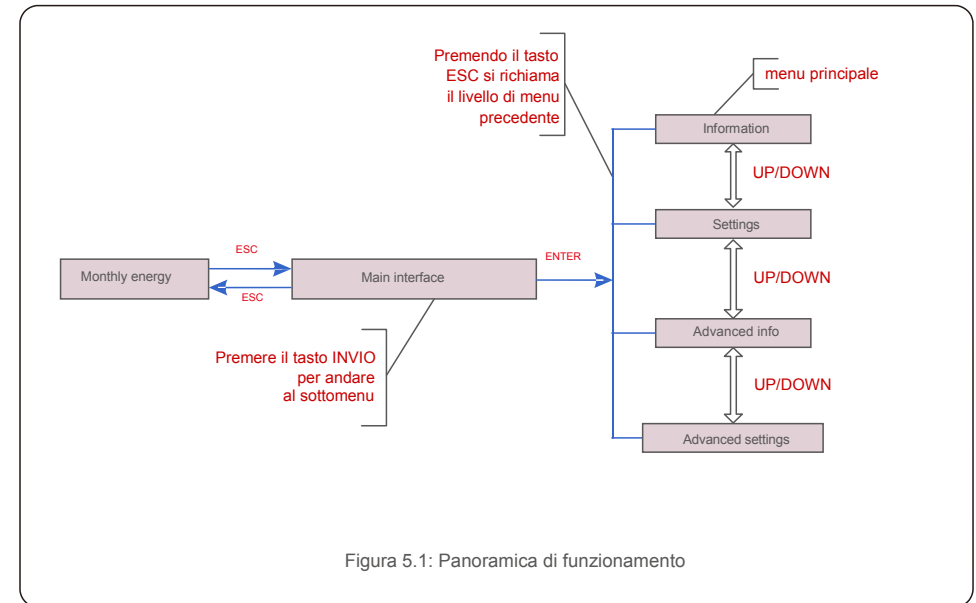 Premendo il tasto
ESC si richiama
il livello di menu
precedente
menu principale
Information
UP/DOWN
Settings
ESC
ENTER
Monthly energy
Main interface
UP/DOWN
ESC
Advanced info
Premere il tasto INVIO
per andare
al sottomenu
UP/DOWN
Advanced settings
Figura 5.1: Panoramica di funzionamento